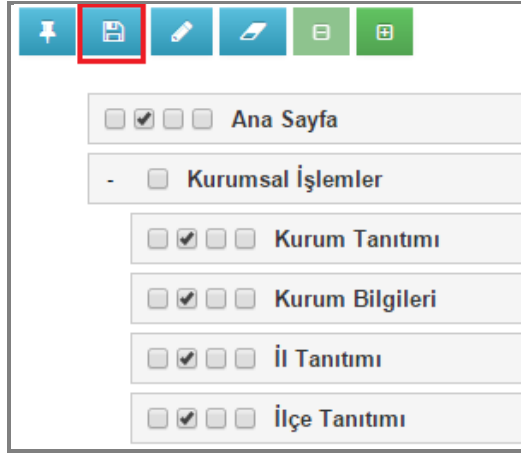 Ana Sayfa
- Kurumsal İşlemler
Kurum Tanıtımı
Kurum Bilgileri
İl Tanıtımı
İlçe Tanıtımı